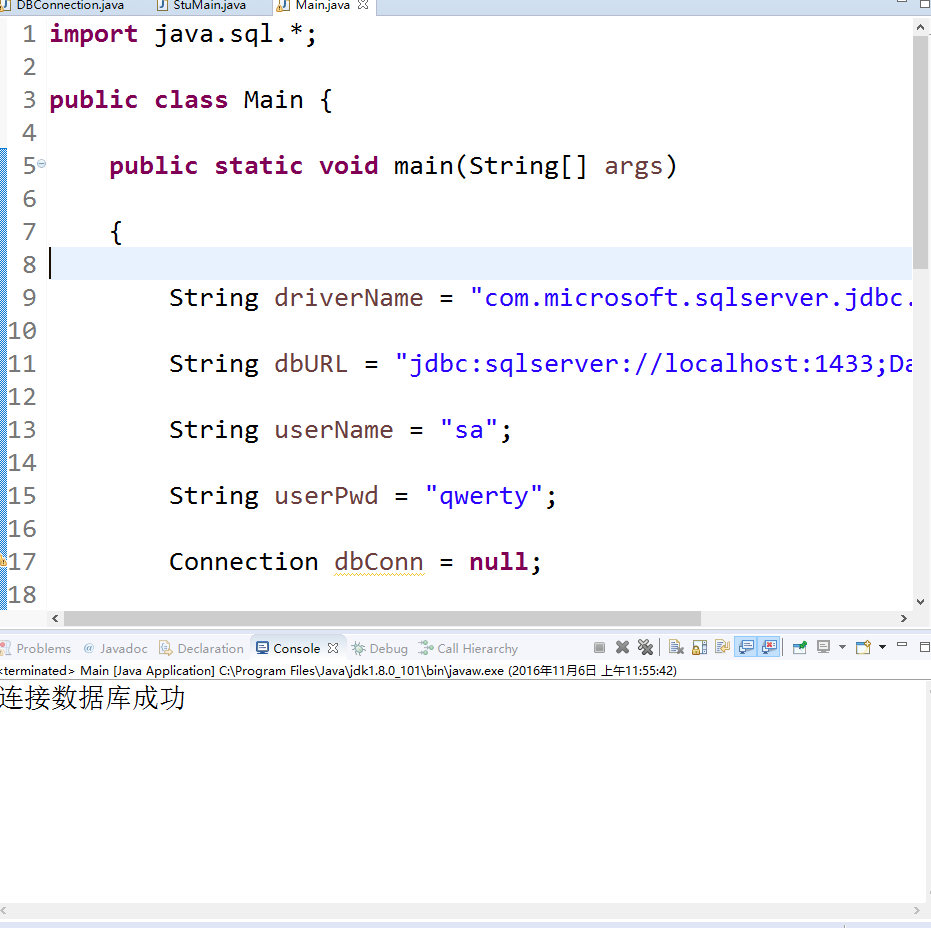 DBConnection.java StuMain.java Main.java
1 import java.sql.*;
2
3 public class Main {
4
5 public static void main(String[] args)
6
7 {
8
9 String driverName = "com.microsoft.sqlserver.jdbc.
10
11 String dbURL = "jdbc:sqlserver://localhost:1433;Da
12
13 String userName = "sa";
14
15 String userPwd = "qwerty";
16
17 Connection dbConn = null;
18
Problems @ Javadoc Declaration Console Debug Call Hierarchy
<terminated> Main [Java Application] C:\Program Files\Java\jdk1.8.0_101\bin\javaw.exe (2016年11月6日 上午11:55:42)
连接数据库成功